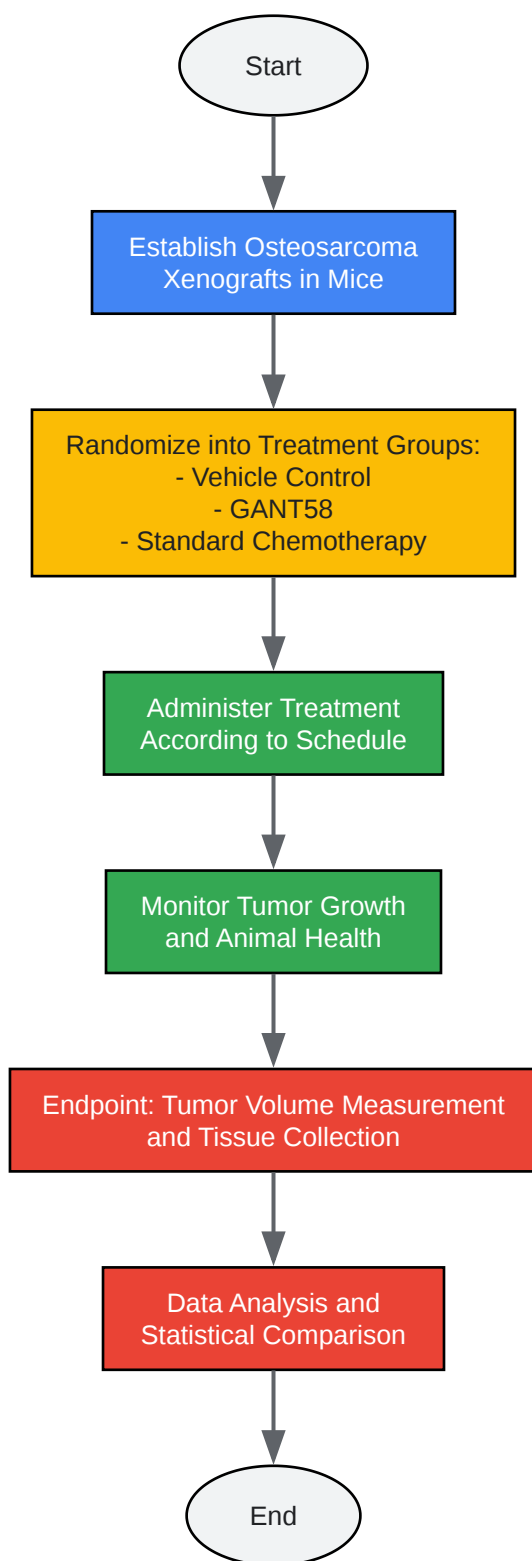 Start
Establish Osteosarcoma
Xenografts in Mice
Randomize into Treatment Groups:
- Vehicle Control
- GANT58
- Standard Chemotherapy
Administer Treatment
According to Schedule
Monitor Tumor Growth
and Animal Health
Endpoint: Tumor Volume Measurement
and Tissue Collection
Data Analysis and
Statistical Comparison
End